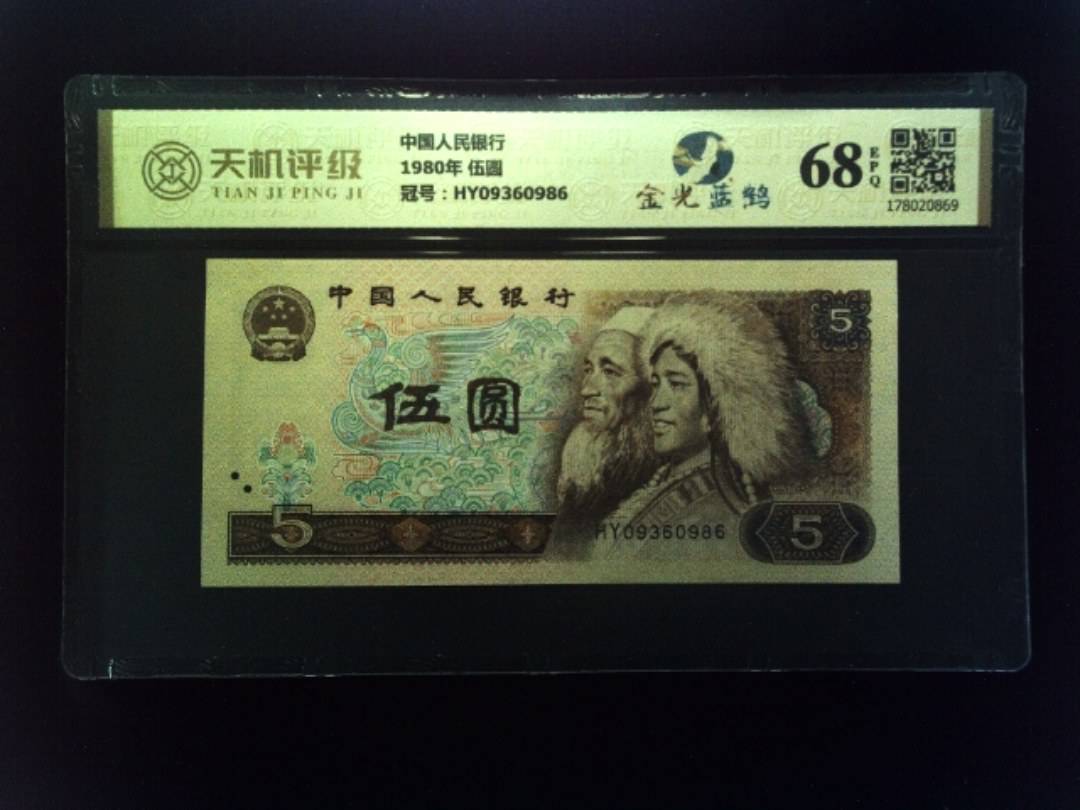 天机评级
TIAN JI PING JI
中国人民银行
1980年 伍圆
冠号：HY09360986
金光蓝鹤
68
EPQ
178020869
中国人民银行
5
伍圆
5
HY09360986
5